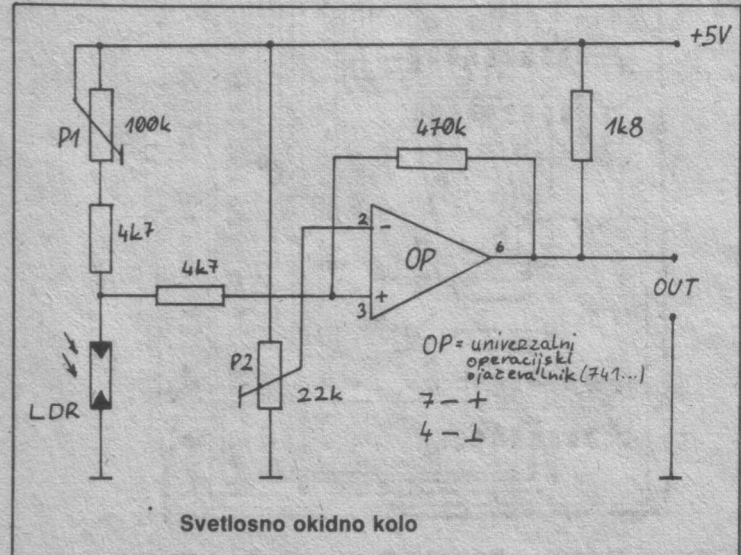 +5V
P1
100k
470k
1k8
4k7
4k7
2
-
OP
6
+
3
OUT
LDR
P2
22k
OP = univerzalni
operacijski
ojačevalnik (741...)
7 - +
4 - ⊥
Svetlosno okidno kolo